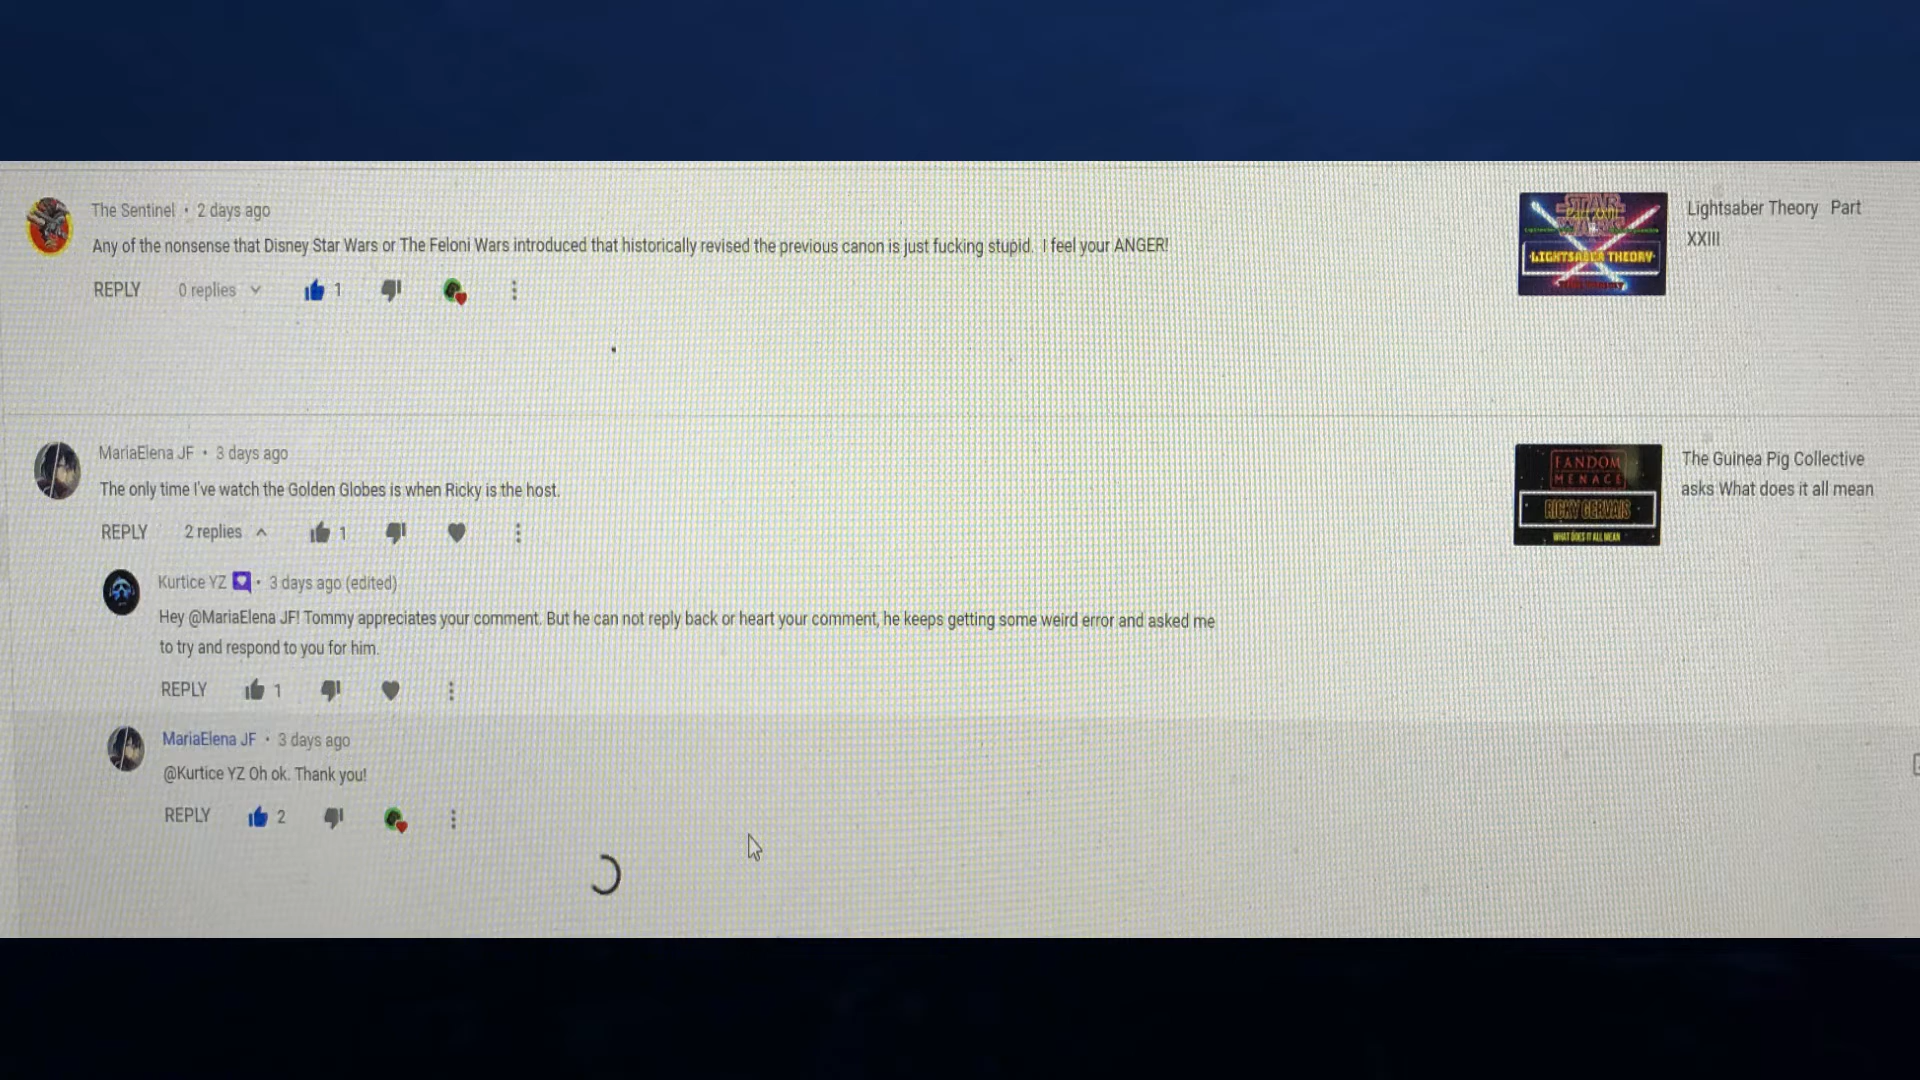 The Sentinel • 2 days ago
Any of the nonsense that Disney Star Wars or The Feloni Wars introduced that historically revised the previous canon is just fucking stupid. I feel your ANGER!
REPLY 0 replies 1
STAR WARS
Part XXIII
LIGHTSABER THEORY
Lightsaber Theory Part
XXIII
MariaElena JF • 3 days ago
The only time I've watch the Golden Globes is when Ricky is the host.
REPLY 2 replies 1
FANDOM
MENACE
RICKY GERVAIS
WHAT DOES IT ALL MEAN
The Guinea Pig Collective
asks What does it all mean
Kurtice YZ • 3 days ago (edited)
Hey @MariaElena JF! Tommy appreciates your comment. But he can not reply back or heart your comment, he keeps getting some weird error and asked me
to try and respond to you for him.
REPLY 1
MariaElena JF • 3 days ago
@Kurtice YZ Oh ok. Thank you!
REPLY 2